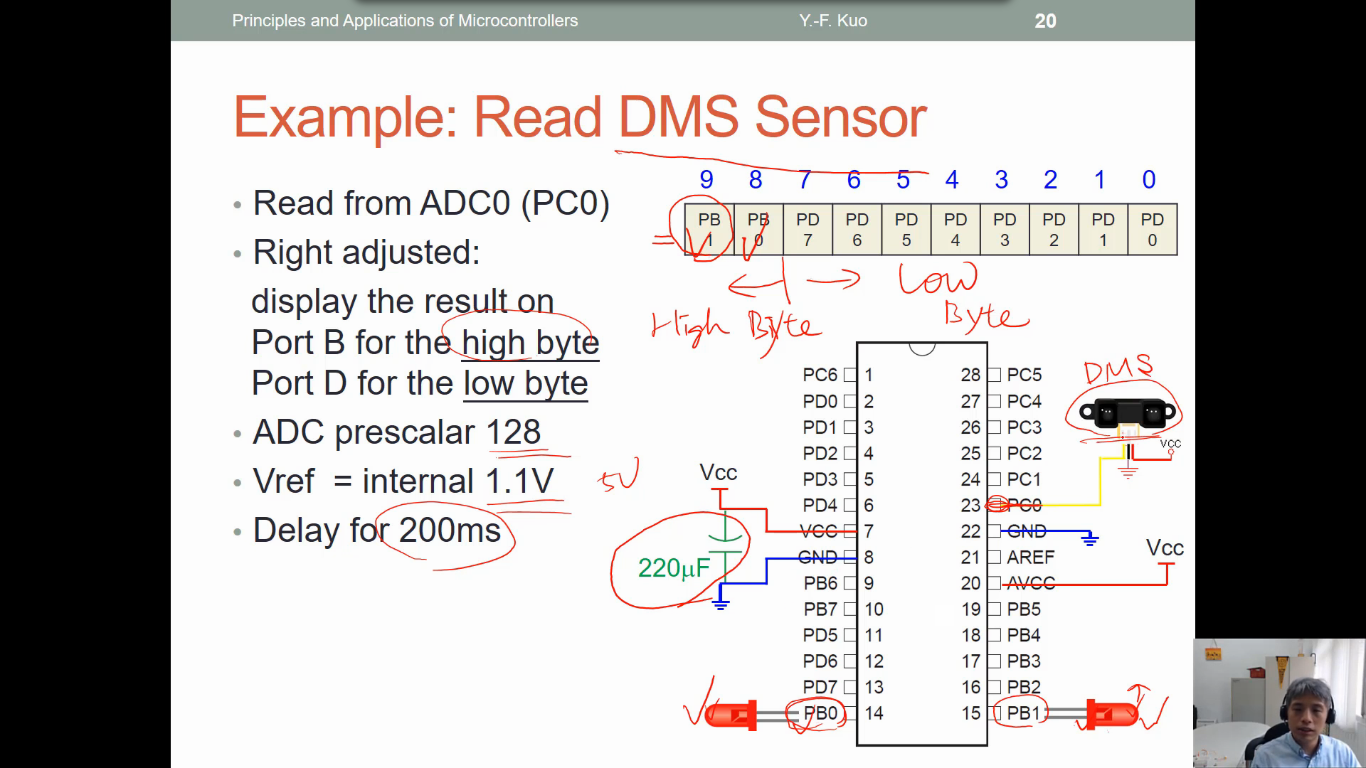 Principles and Applications of Microcontrollers Y.-F. Kuo 20
Example: Read DMS Sensor
• Read from ADC0 (PC0)
• Right adjusted:
display the result on
Port B for the high byte
Port D for the low byte
• ADC prescalar 128
• Vref = internal 1.1V
• Delay for 200ms
5V
9 8 7 6 5 4 3 2 1 0
PB PB PD PD PD PD PD PD PD PD
1 0 7 6 5 4 3 2 1 0
High Byte
Low
Byte
DMS
VCC
PC6 1 28 PC5
PD0 2 27 PC4
PD1 3 26 PC3
PD2 4 25 PC2
PD3 5 24 PC1
PD4 6 23 PC0
VCC 7 22 GND
GND 8 21 AREF
PB6 9 20 AVCC
PB7 10 19 PB5
PD5 11 18 PB4
PD6 12 17 PB3
PD7 13 16 PB2
PB0 14 15 PB1
Vcc
220μF
Vcc